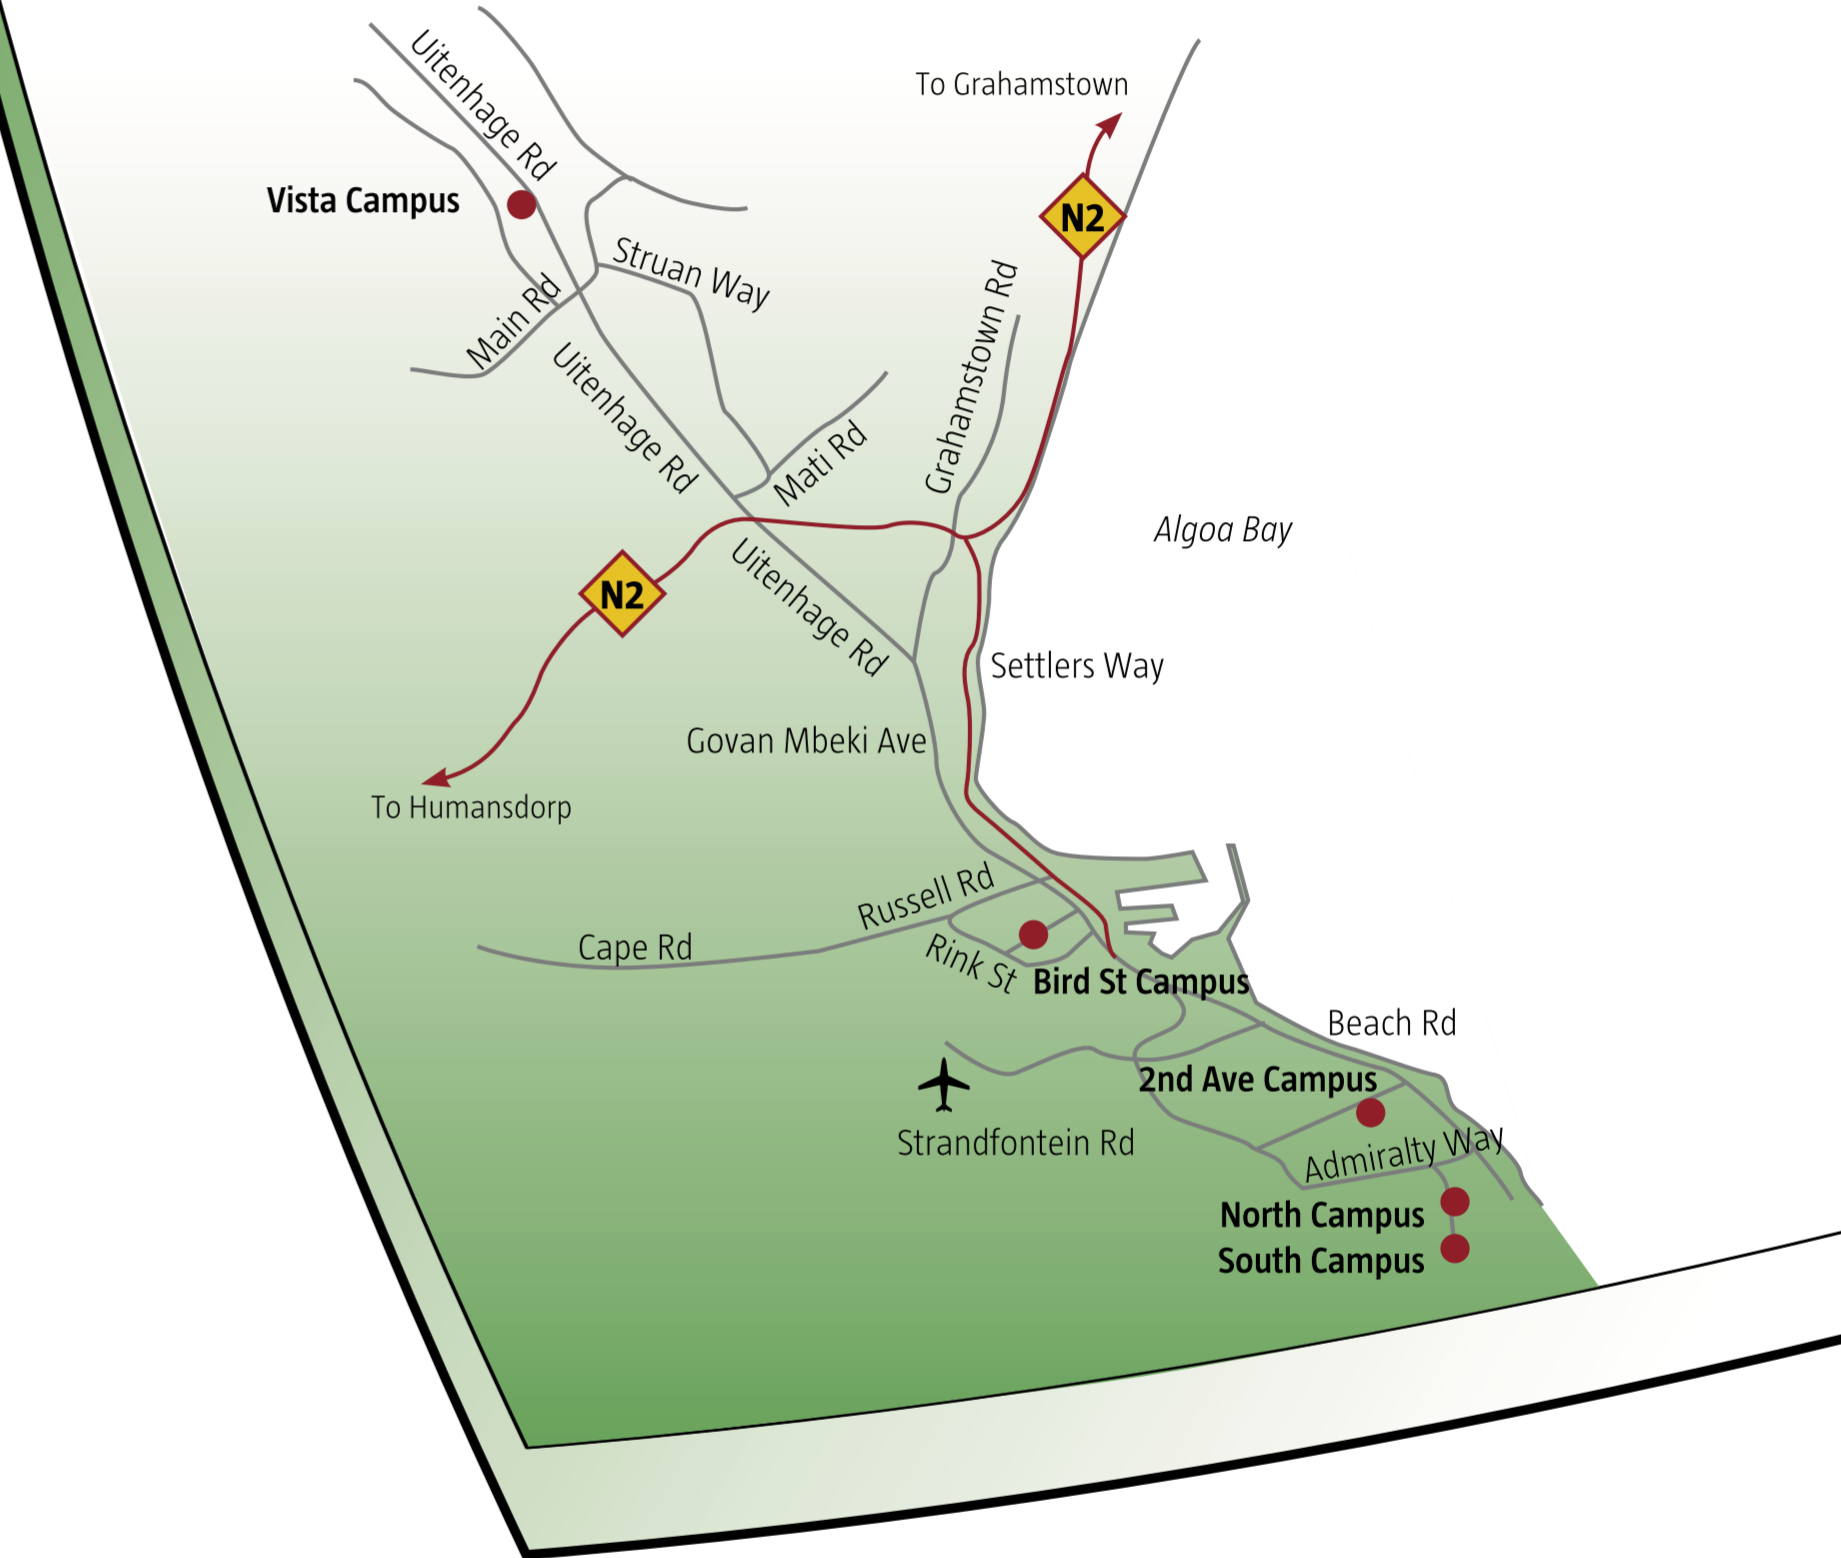 Uitenhage Rd
To Grahamstown
Vista Campus
N2
Struan Way
Main Rd
Grahamstown Rd
Uitenhage Rd
Mati Rd
Algoa Bay
N2
Uitenhage Rd
Settlers Way
Govan Mbeki Ave
To Humansdorp
Russell Rd
Cape Rd
Rink St
Bird St Campus
Beach Rd
2nd Ave Campus
Strandfontein Rd
Admiralty Way
North Campus
South Campus